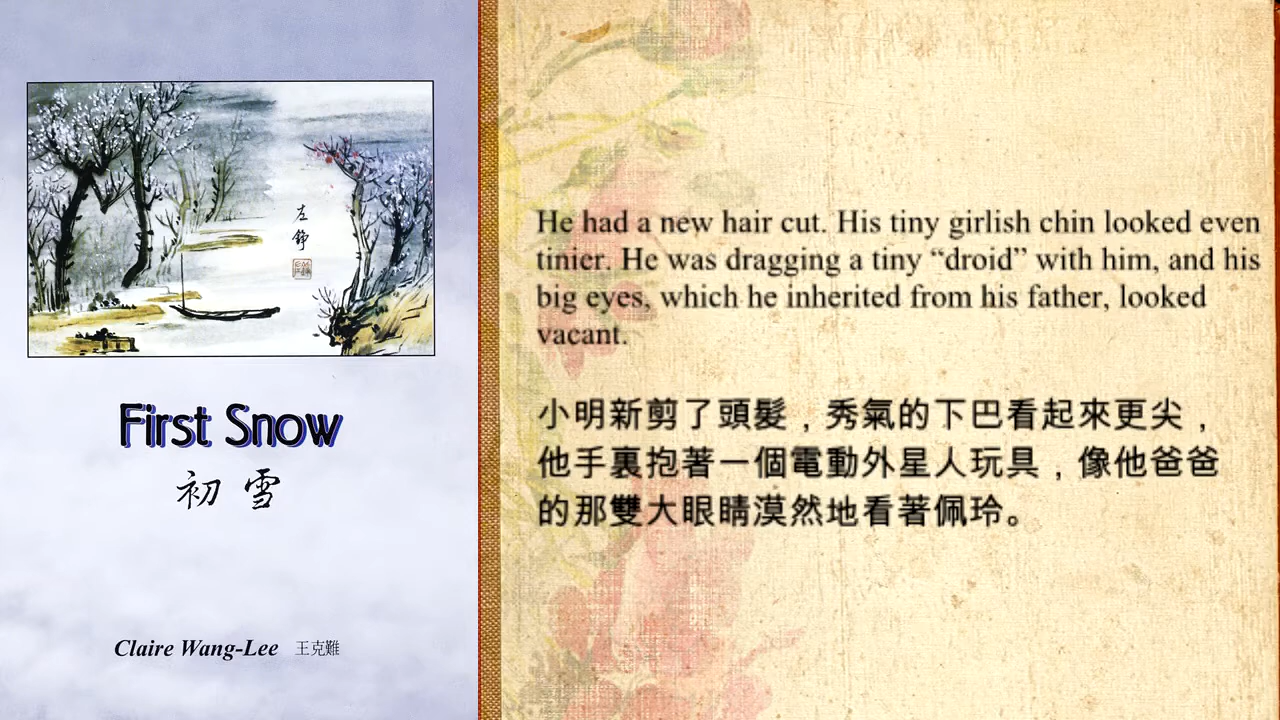 左錚
First Snow
初雪
Claire Wang-Lee 王克難
He had a new hair cut. His tiny girlish chin looked even
tinier. He was dragging a tiny “droid” with him, and his
big eyes, which he inherited from his father, looked
vacant.
小明新剪了頭髮，秀氣的下巴看起來更尖，
他手裏抱著一個電動外星人玩具，像他爸爸
的那雙大眼睛漠然地看著佩玲。